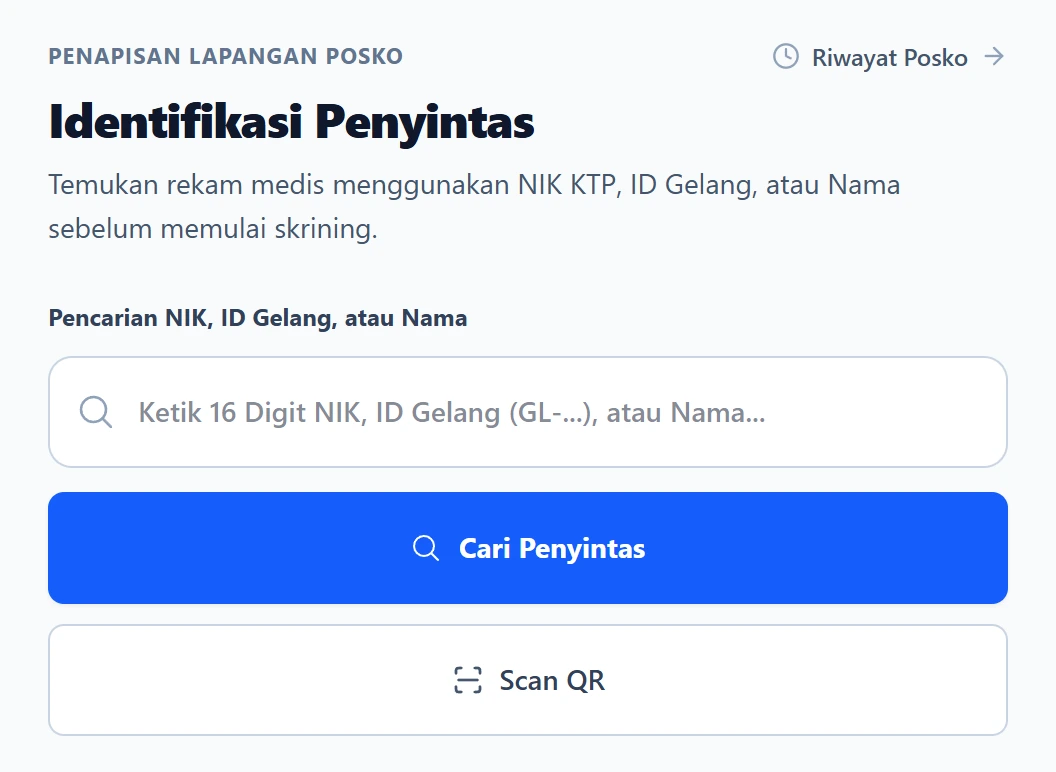 PENAPISAN LAPANGAN POSKO
Riwayat Posko
Identifikasi Penyintas
Temukan rekam medis menggunakan NIK KTP, ID Gelang, atau Nama
sebelum memulai skrining.
Pencarian NIK, ID Gelang, atau Nama
Ketik 16 Digit NIK, ID Gelang (GL-...), atau Nama...
Cari Penyintas
Scan QR